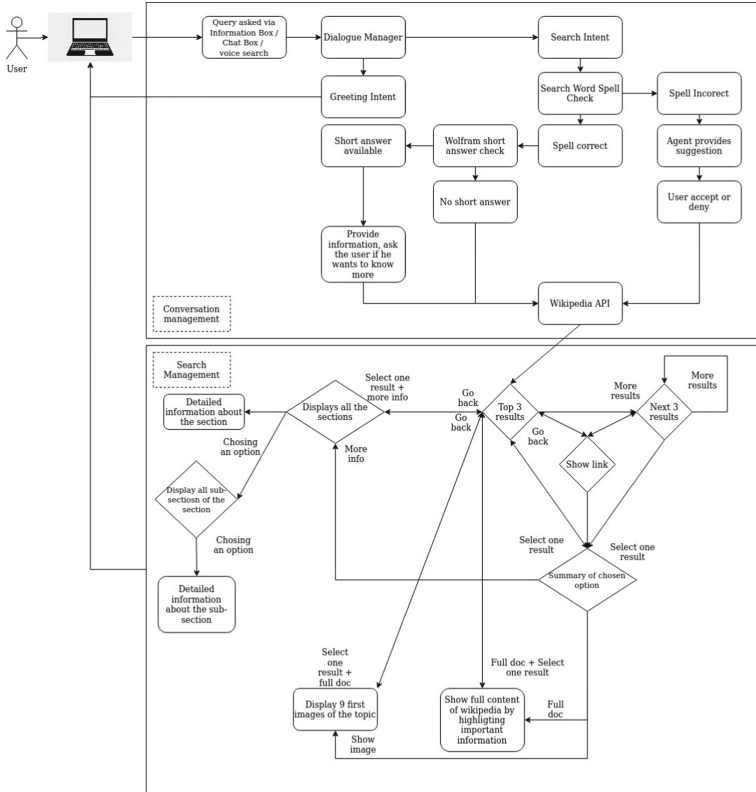 User
Query asked via
Information Box /
Chat Box /
voice search
Dialogue Manager
Search Intent
Greeting Intent
Search Word Spell
Check
Spell Incorect
Short answer
available
Wolfram short
answer check
Spell correct
Agent provides
suggestion
No short answer
User accept or
deny
Provide
information, ask
the user if he
wants to know
more
Wikipedia API
Conversation
management
Search
Management
Detailed
information about
the section
Displays all the
sections
Select one
result +
more info
Go
back
Go
back
Top 3
results
Go
back
More
results
Next 3
results
More
results
Show link
Chosing
an option
More
info
Display all sub-
sectiosn of the
section
Chosing
an option
Select one
result
Select one
result
Summary of chosen
option
Detailed
information
about the sub-
section
Select
one
result +
full doc
Full doc + Select
one result
Display 9 first
images of the topic
Show full content
of wikipedia by
highligting
important
information
Full
doc
Show
image